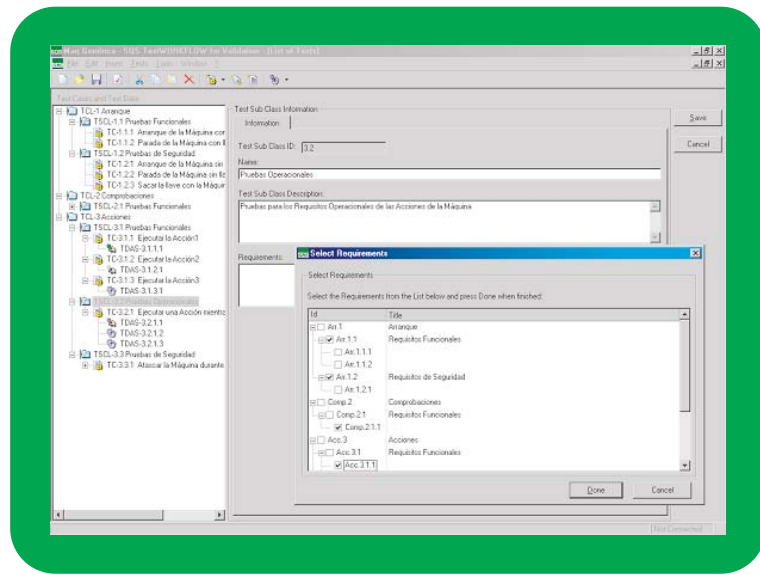 Maq Generica - SQS TestWORKFLOW for Validation - [List of Tests]
File Edit Insert Tests Tools Window ?
Test Cases and Test Data
TCL-1 Arranque
TSCL-1.1 Pruebas Funcionales
TC-1.1.1 Arranque de la Máquina con
TC-1.1.2 Parada de la Máquina con ll
TSCL-1.2 Pruebas de Seguridad
TC-1.2.1 Arranque de la Máquina sin
TC-1.2.2 Parada de la Máquina sin lla
TC-1.2.3 Sacar la llave con la Máquin
TCL-2 Comprobaciones
TSCL-2.1 Pruebas Funcionales
TCL-3 Acciones
TSCL-3.1 Pruebas Funcionales
TC-3.1.1 Ejecutar la Acción1
TDAS-3.1.1.1
TC-3.1.2 Ejecutar la Acción2
TDAS-3.1.2.1
TC-3.1.3 Ejecutar la Acción3
TDAS-3.1.3.1
TSCL-3.2 Pruebas Operacionales
TC-3.2.1 Ejecutar una Acción mientra
TDAS-3.2.1.1
TDAS-3.2.1.2
TDAS-3.2.1.3
TSCL-3.3 Pruebas de Seguridad
TC-3.3.1 Atascar la Máquina durante
Test Sub Class Information
Information
Test Sub Class ID: 3.2
Name:
Pruebas Operacionales
Test Sub Class Description:
Pruebas para los Requisitos Operacionales de las Acciones de la Máquina
Requirements:
Save
Cancel
Select Requirements
Select Requirements
Select the Requirements from the List below and press Done when finished:
Id Title
Arr.1 Arranque
Arr.1.1 Requisitos Funcionales
Arr.1.1.1
Arr.1.1.2
Arr.1.2 Requisitos de Seguridad
Arr.1.2.1
Comp.2 Comprobaciones
Comp.2.1 Requisitos Funcionales
Comp.2.1.1
Acc.3 Acciones
Acc.3.1 Requisitos Funcionales
Acc.3.1.1
Done Cancel
Not Connected